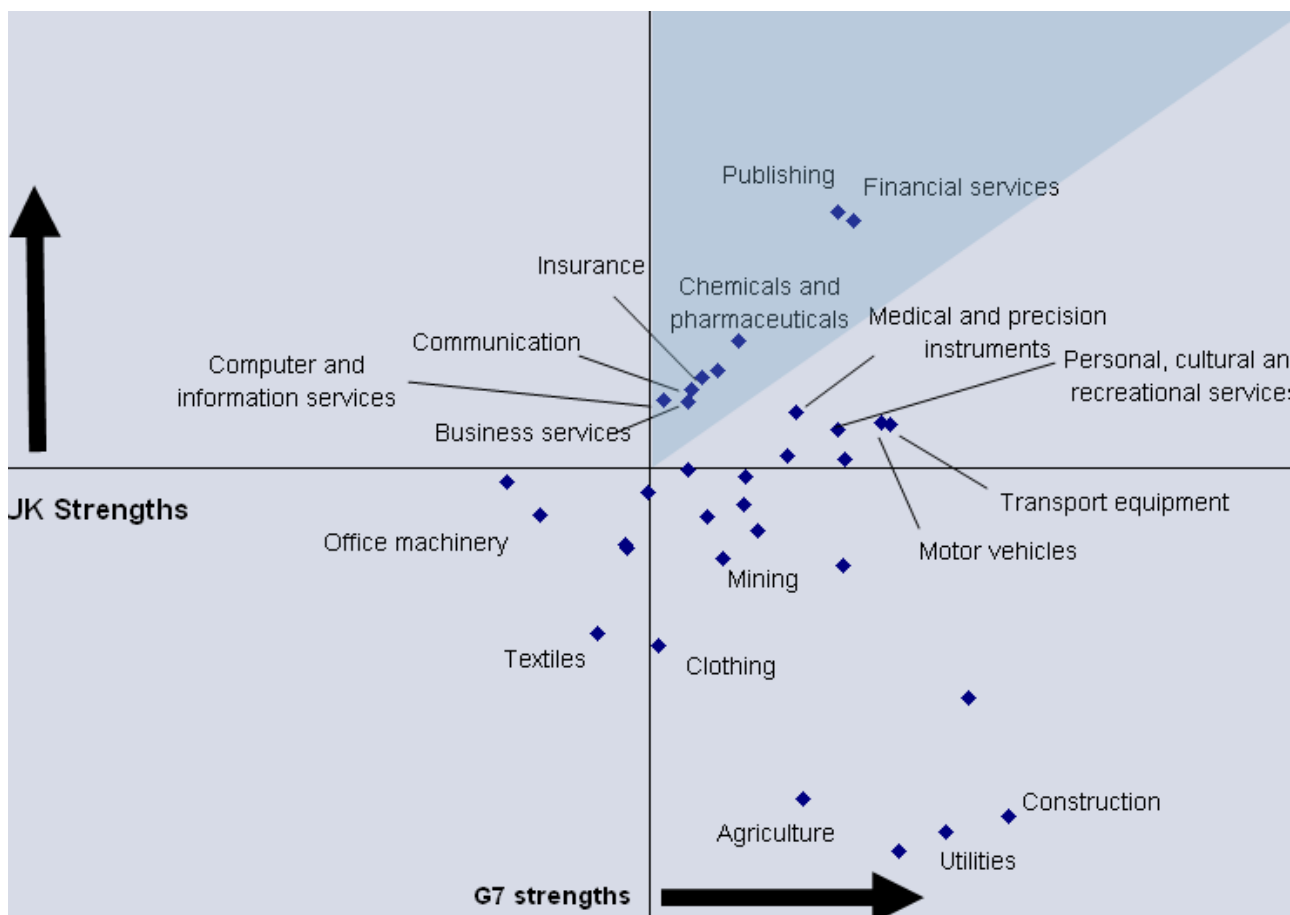 Publishing
Financial services
Insurance
Chemicals and
pharmaceuticals
Medical and precision
instruments
Communication
Personal, cultural an
recreational services
Computer and
information services
Business services
JK Strengths
Transport equipment
Office machinery
Motor vehicles
Mining
Textiles
Clothing
Construction
Agriculture
Utilities
G7 strengths